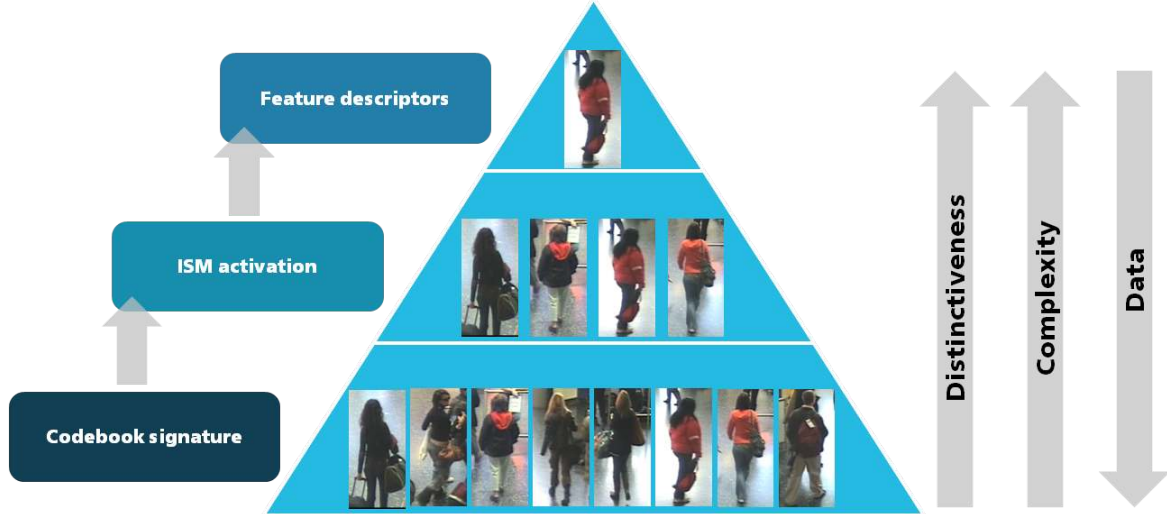 Feature descriptors
ISM activation
Codebook signature
Distinctiveness
Complexity
Data